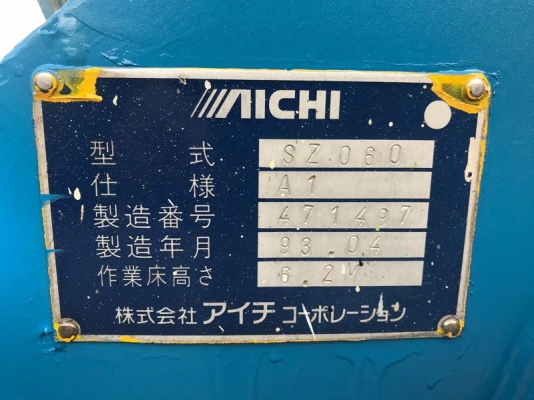 AICHI
型式 SZ060
仕様 A1
製造番号 471497
製造年月 93.04
作業床高さ 6.2M
株式会社 アイチ コーポレーション